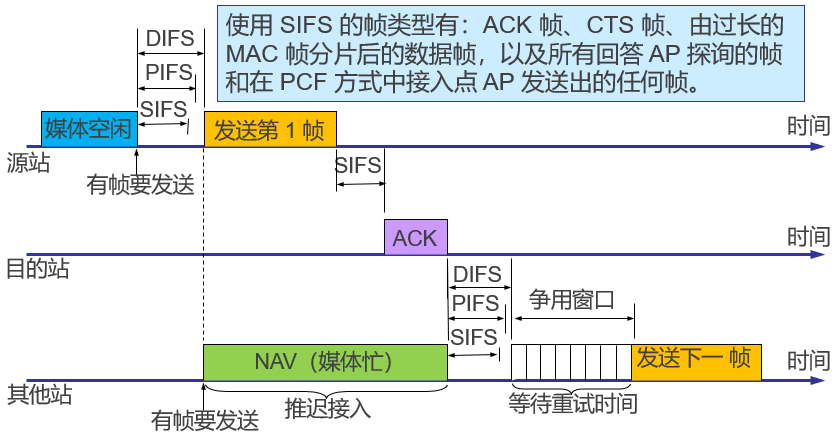 使用 SIFS 的帧类型有：ACK 帧、CTS 帧、由过长的
MAC 帧分片后的数据帧，以及所有回答 AP 探询的帧
和在 PCF 方式中接入点 AP 发送出的任何帧。
DIFS
PIFS
SIFS
媒体空闲
发送第 1 帧
时间
源站
有帧要发送
SIFS
ACK
时间
目的站
DIFS
PIFS
SIFS
争用窗口
NAV（媒体忙）
发送下一 帧
时间
其他站
有帧要发送
推迟接入
等待重试时间